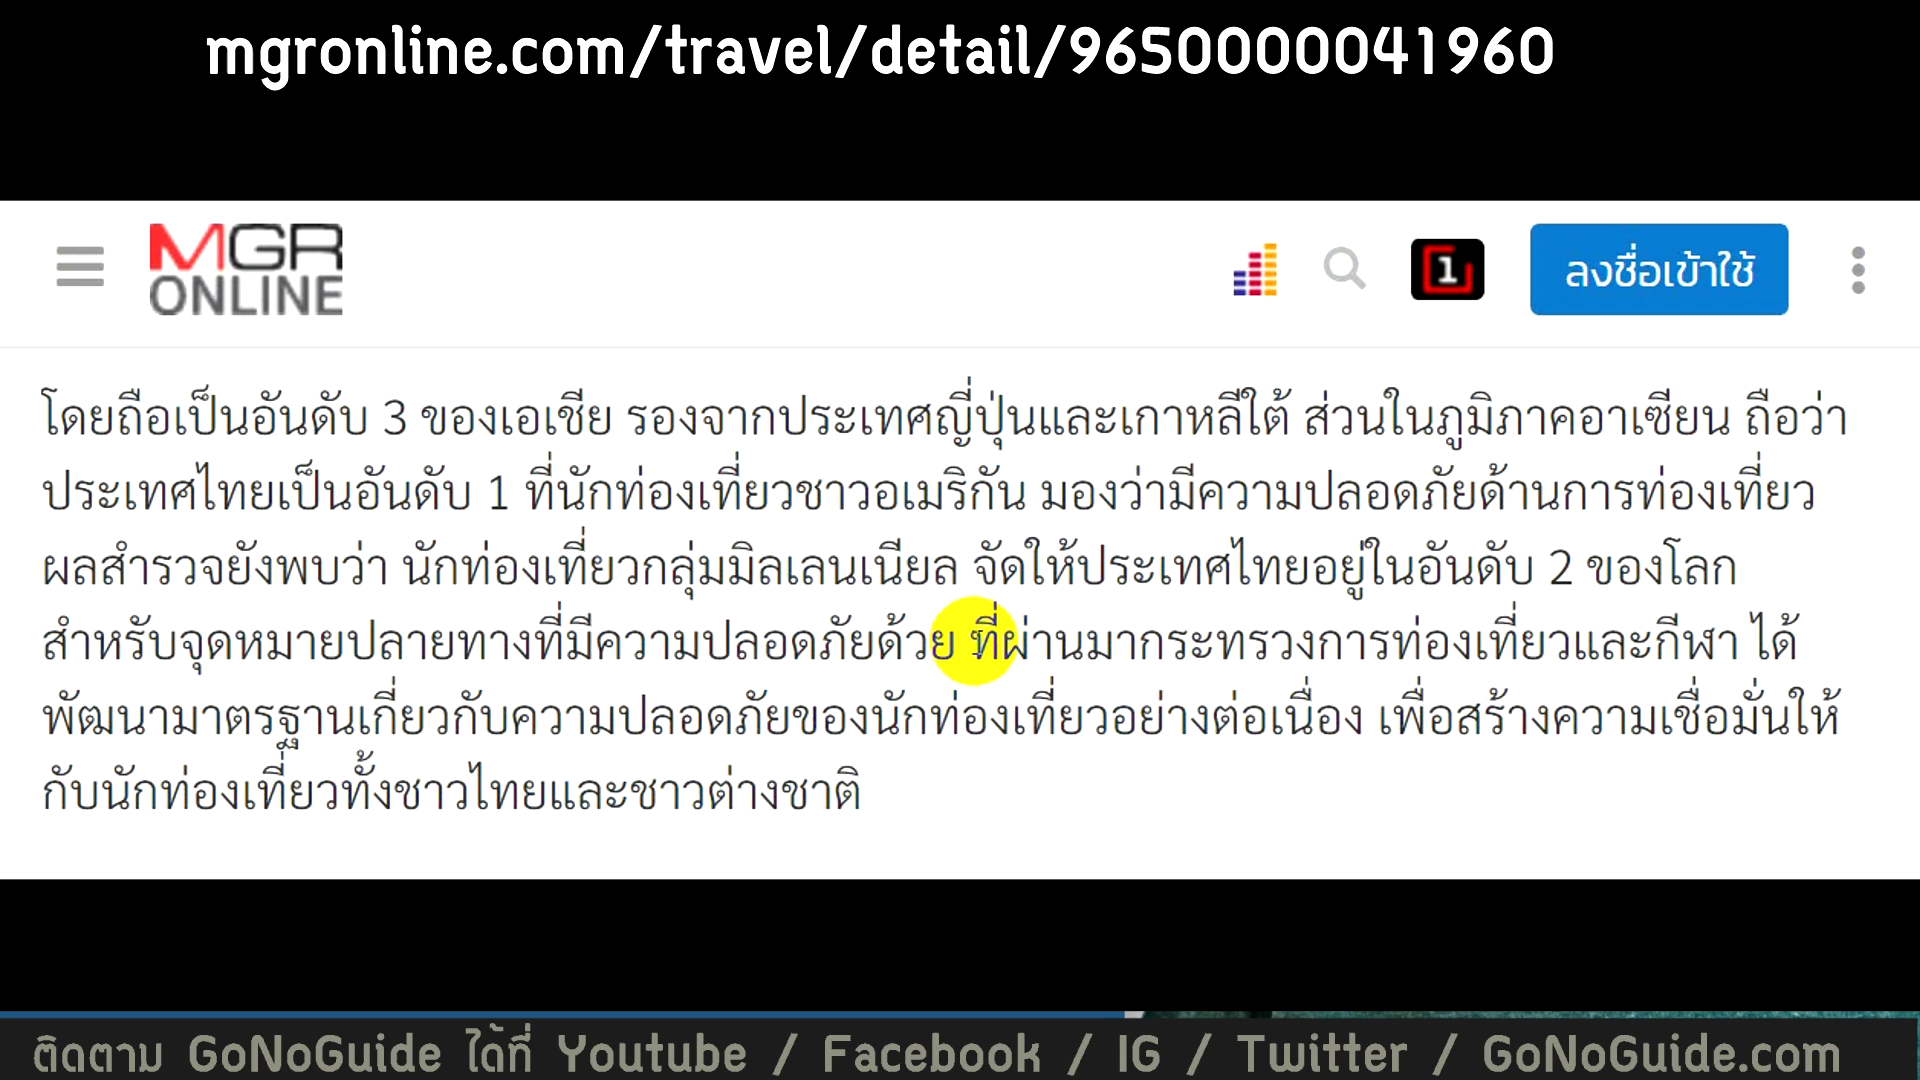 mgronline.com/travel/detail/9650000041960
MGR
ONLINE
1
ลงชื่อเข้าใช้
โดยถือเป็นอันดับ 3 ของเอเชีย รองจากประเทศญี่ปุ่นและเกาหลีใต้ ส่วนในภูมิภาคอาเซียน ถือว่า
ประเทศไทยเป็นอันดับ 1 ที่นักท่องเที่ยวชาวอเมริกัน มองว่ามีความปลอดภัยด้านการท่องเที่ยว
ผลสำรวจยังพบว่า นักท่องเที่ยวกลุ่มมิลเลนเนียล จัดให้ประเทศไทยอยู่ในอันดับ 2 ของโลก
สำหรับจุดหมายปลายทางที่มีความปลอดภัยด้วย ที่ผ่านมากระทรวงการท่องเที่ยวและกีฬา ได้
พัฒนามาตรฐานเกี่ยวกับความปลอดภัยของนักท่องเที่ยวอย่างต่อเนื่อง เพื่อสร้างความเชื่อมั่นให้
กับนักท่องเที่ยวทั้งชาวไทยและชาวต่างชาติ
ติดตาม GoNoGuide ได้ที่ Youtube / Facebook / IG / Twitter / GoNoGuide.com